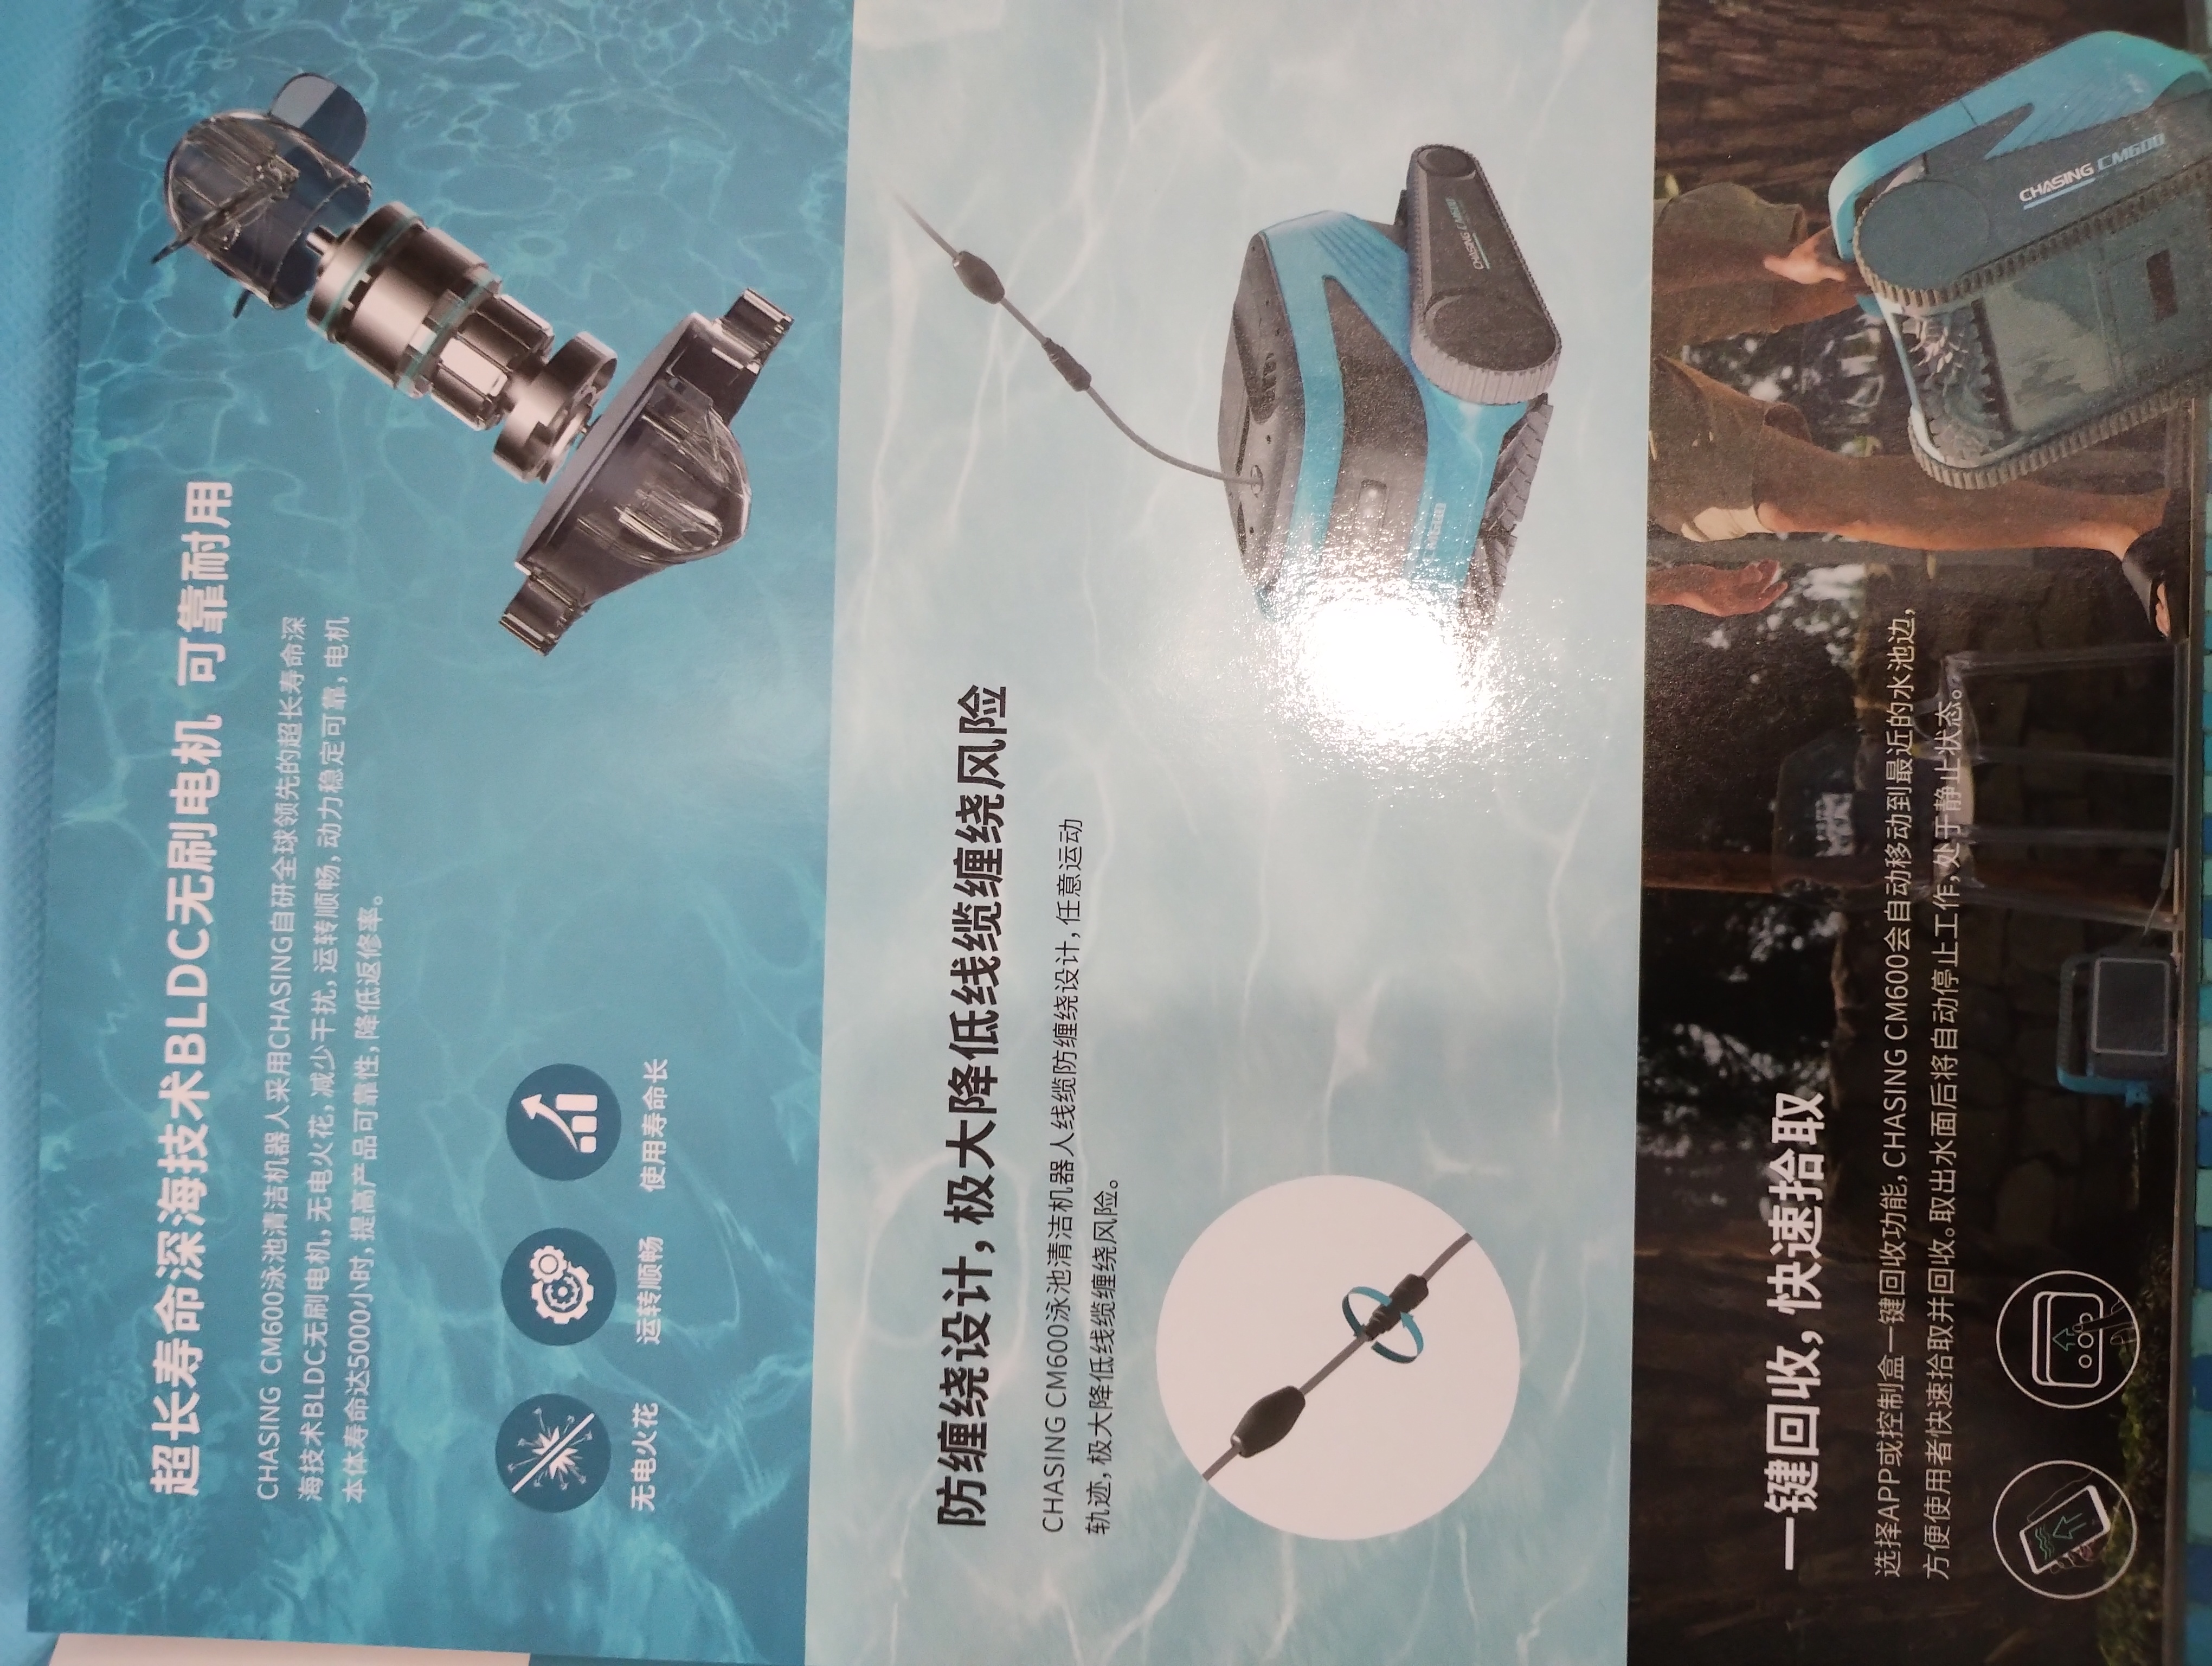 超长寿命深海技术BLDC无刷电机 可靠耐用
CHASING CM600泳池清洁机器人采用CHASING自研全球领先的超长寿命深
海技术BLDC无刷电机，无电火花，减少干扰，运转顺畅，动力稳定可靠，电机
本体寿命达5000小时，提高产品可靠性，降低返修率。
无电火花
运转顺畅
使用寿命长
防缠绕设计，极大降低线缆缠绕风险
CHASING CM600泳池清洁机器人线缆防缠绕设计，任意运动
轨迹，极大降低线缆缠绕风险。
CHASING CM600
CM600
一键回收，快速拾取
选择APP或控制盒一键回收功能，CHASING CM600会自动移动到最近的水池边，
方便使用者快速拾取并回收。取出水面后将自动停止工作，处于静止状态。
CHASING CM600